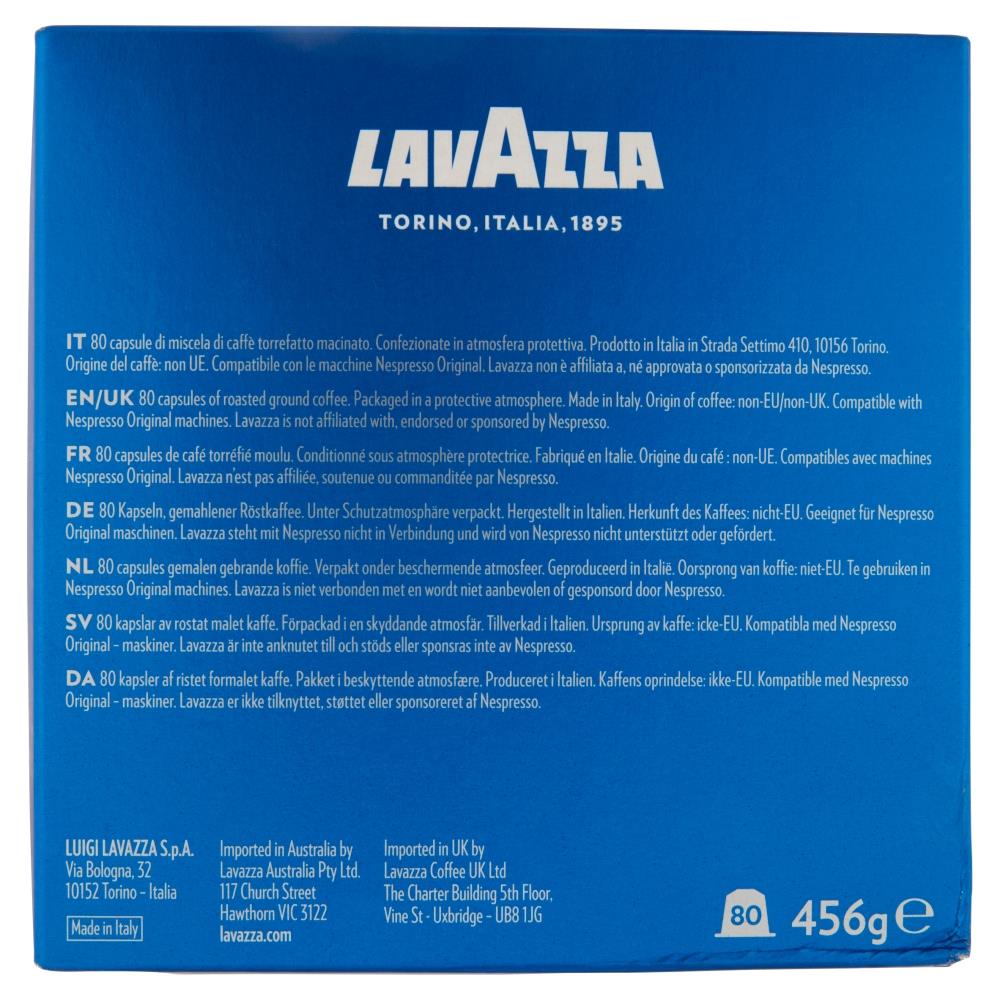 LAVAZZA
TORINO, ITALIA, 1895
IT 80 capsule di miscela di caffè torrefatto macinato. Confezionate in atmosfera protettiva. Prodotto in Italia in Strada Settimo 410, 10156 Torino.
Origine del caffè: non UE. Compatibile con le macchine Nespresso Original. Lavazza non è affiliata a, né approvata o sponsorizzata da Nespresso.
EN/UK 80 capsules of roasted ground coffee. Packaged in a protective atmosphere. Made in Italy. Origin of coffee: non-EU/non-UK. Compatible with
Nespresso Original machines. Lavazza is not affiliated with, endorsed or sponsored by Nespresso.
FR 80 capsules de café torréfié moulu. Conditionné sous atmosphère protectrice. Fabriqué en Italie. Origine du café : non-UE. Compatibles avec machines
Nespresso Original. Lavazza n'est pas affiliée, soutenue ou commanditée par Nespresso.
DE 80 Kapseln, gemahlener Röstkaffee. Unter Schutzatmosphäre verpackt. Hergestellt in Italien. Herkunft des Kaffees: nicht-EU. Geeignet für Nespresso
Original maschinen. Lavazza steht mit Nespresso nicht in Verbindung und wird von Nespresso nicht unterstützt oder gefördert.
NL 80 capsules gemalen gebrande koffie. Verpakt onder beschermende atmosfeer. Geproduceerd in Italië. Oorsprong van koffie: niet-EU. Te gebruiken in
Nespresso Original machines. Lavazza is niet verbonden met en wordt niet aanbevolen of gesponsord door Nespresso.
SV 80 kapslar av rostat malet kaffe. Förpackad i en skyddande atmosfär. Tillverkad i Italien. Ursprung av kaffe: icke-EU. Kompatibla med Nespresso
Original – maskiner. Lavazza är inte anknutet till och stöds eller sponsras inte av Nespresso.
DA 80 kapsler af ristet formalet kaffe. Pakket i beskyttende atmosfære. Produceret i Italien. Kaffens oprindelse: ikke-EU. Kompatible med Nespresso
Original – maskiner. Lavazza er ikke tilknyttet, støttet eller sponsoreret af Nespresso.
LUIGI LAVAZZA S.p.A.
Via Bologna, 32
10152 Torino – Italia
Made in Italy
Imported in Australia by
Lavazza Australia Pty Ltd.
117 Church Street
Hawthorn VIC 3122
lavazza.com
Imported in UK by
Lavazza Coffee UK Ltd
The Charter Building 5th Floor,
Vine St - Uxbridge – UB8 1JG
80 456g ℮